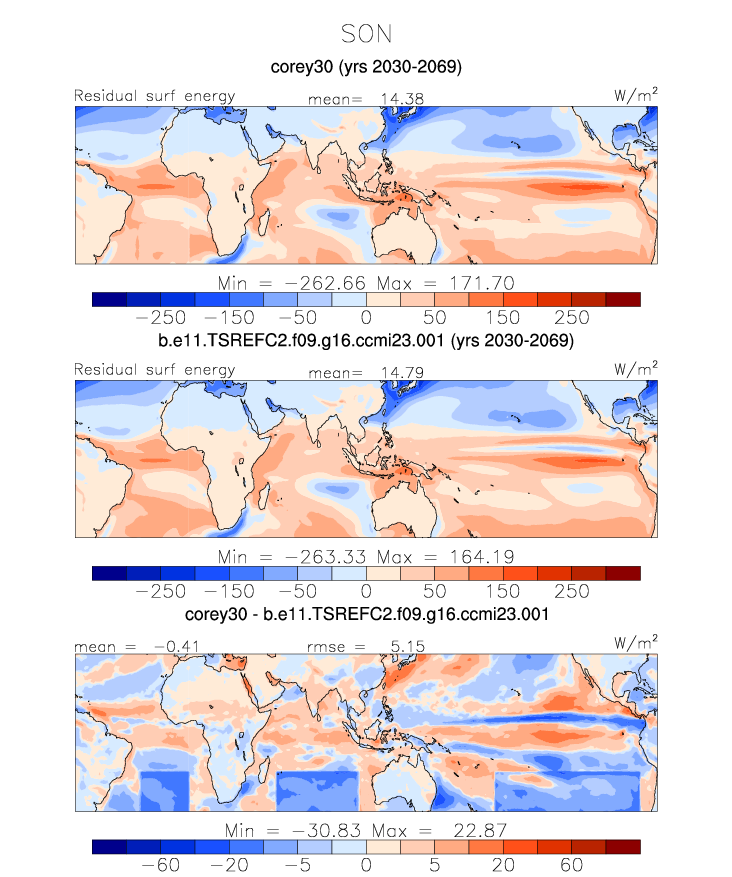 SON
corey30 (yrs 2030-2069)
Residual surf energy mean= 14.38 W/m²
Min = −262.66 Max = 171.70
−250 −150 −50 0 50 150 250
b.e11.TSREFC2.f09.g16.ccmi23.001 (yrs 2030-2069)
Residual surf energy mean= 14.79 W/m²
Min = −263.33 Max = 164.19
−250 −150 −50 0 50 150 250
corey30 - b.e11.TSREFC2.f09.g16.ccmi23.001
mean = −0.41 rmse = 5.15 W/m²
Min = −30.83 Max = 22.87
−60 −20 −5 0 5 20 60